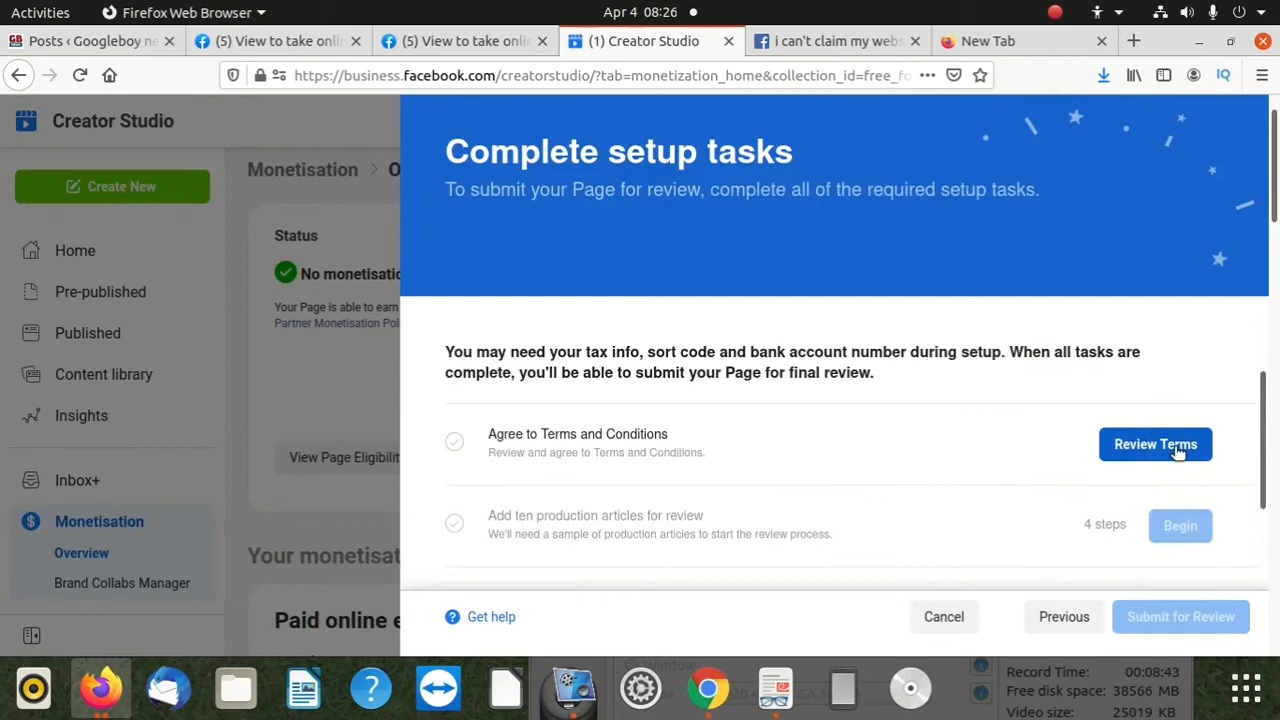 Activities
Firefox Web Browser
Apr 4 08:26
Posts ‹ Googleboy ne
(5) View to take onlin
(5) View to take onlin
(1) Creator Studio
i can't claim my webs
New Tab
https://business.facebook.com/creatorstudio/?tab=monetization_home&collection_id=free_fo
IQ
Creator Studio
Create New
Home
Pre-published
Published
Content library
Insights
Inbox+
Monetisation
Overview
Brand Collabs Manager
Monetisation > O
Status
No monetisatio
Your Page is able to earn
Partner Monetisation Pol
View Page Eligibilit
Your monetisat
Paid online e
Complete setup tasks
To submit your Page for review, complete all of the required setup tasks.
You may need your tax info, sort code and bank account number during setup. When all tasks are
complete, you'll be able to submit your Page for final review.
Agree to Terms and Conditions
Review and agree to Terms and Conditions.
Review Terms
Add ten production articles for review
We'll need a sample of production articles to start the review process.
4 steps
Begin
Get help
Cancel
Previous
Submit for Review
Window
Record Time: 00:08:43
Free disk space: 38566 MB
Video size: 25019 KB